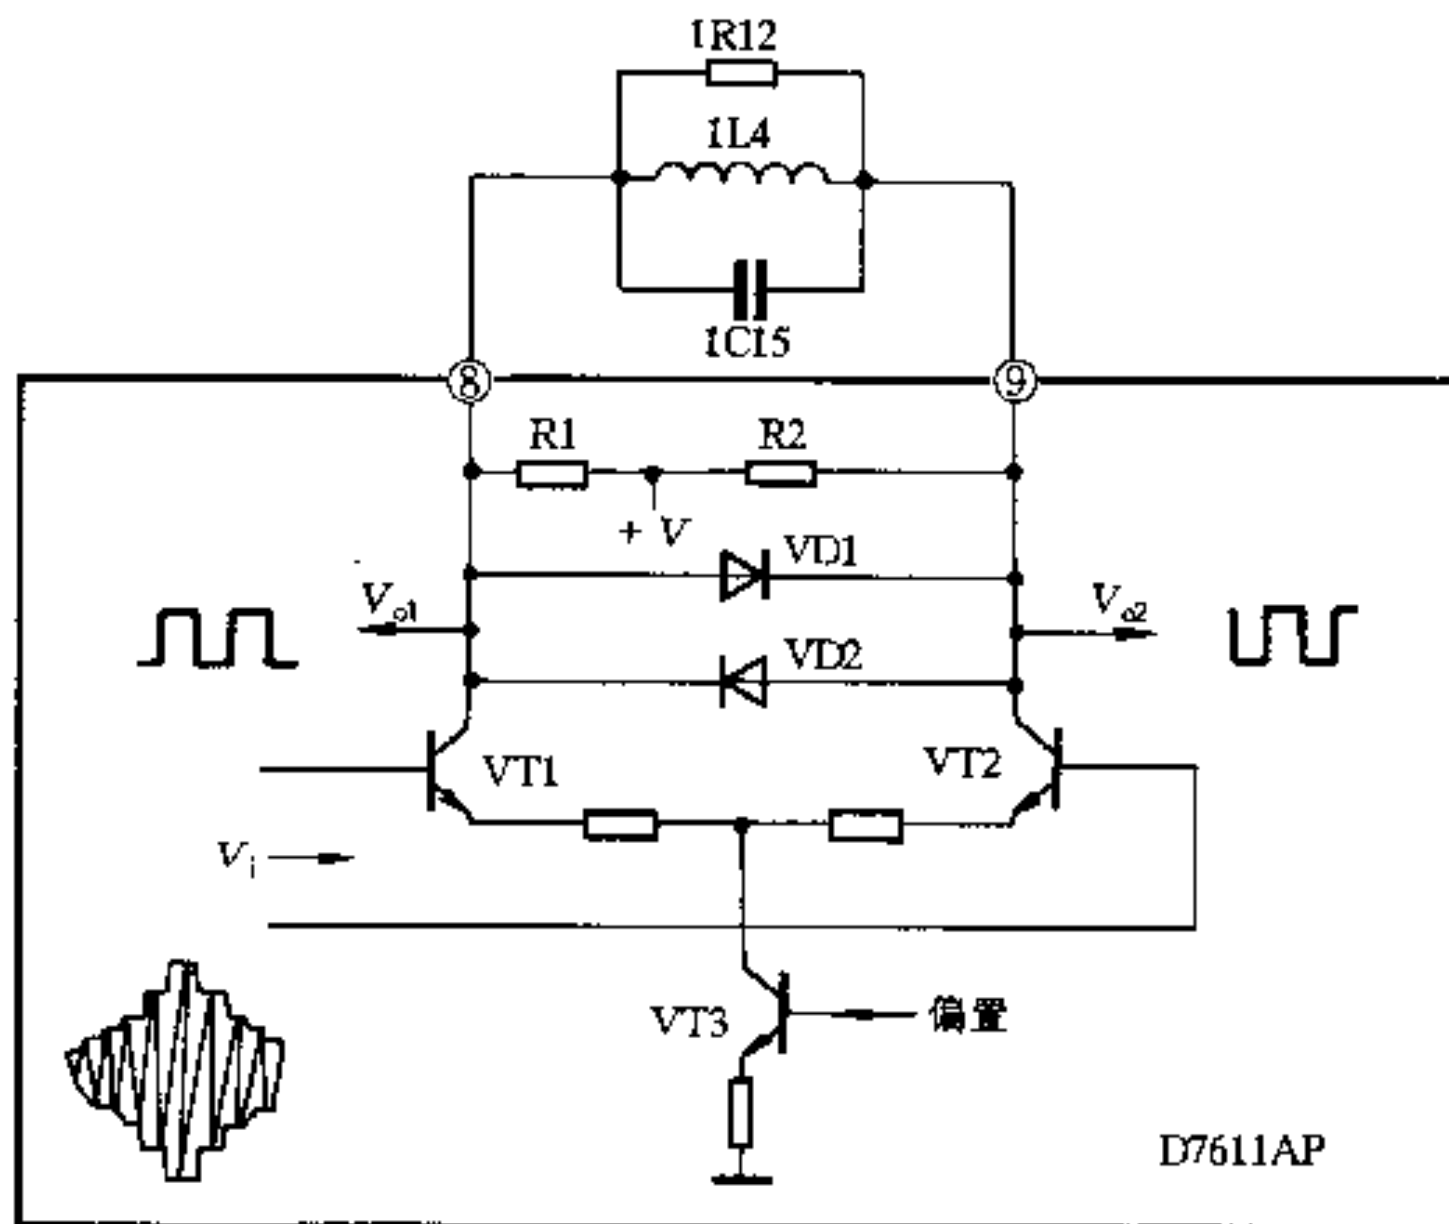 1R12
1L4
1C15
⑧ ⑨
R1 R2
+ V
VD1
Vo1 Vo2
VD2
VT1 VT2
Vi
VT3 偏置
D7611AP